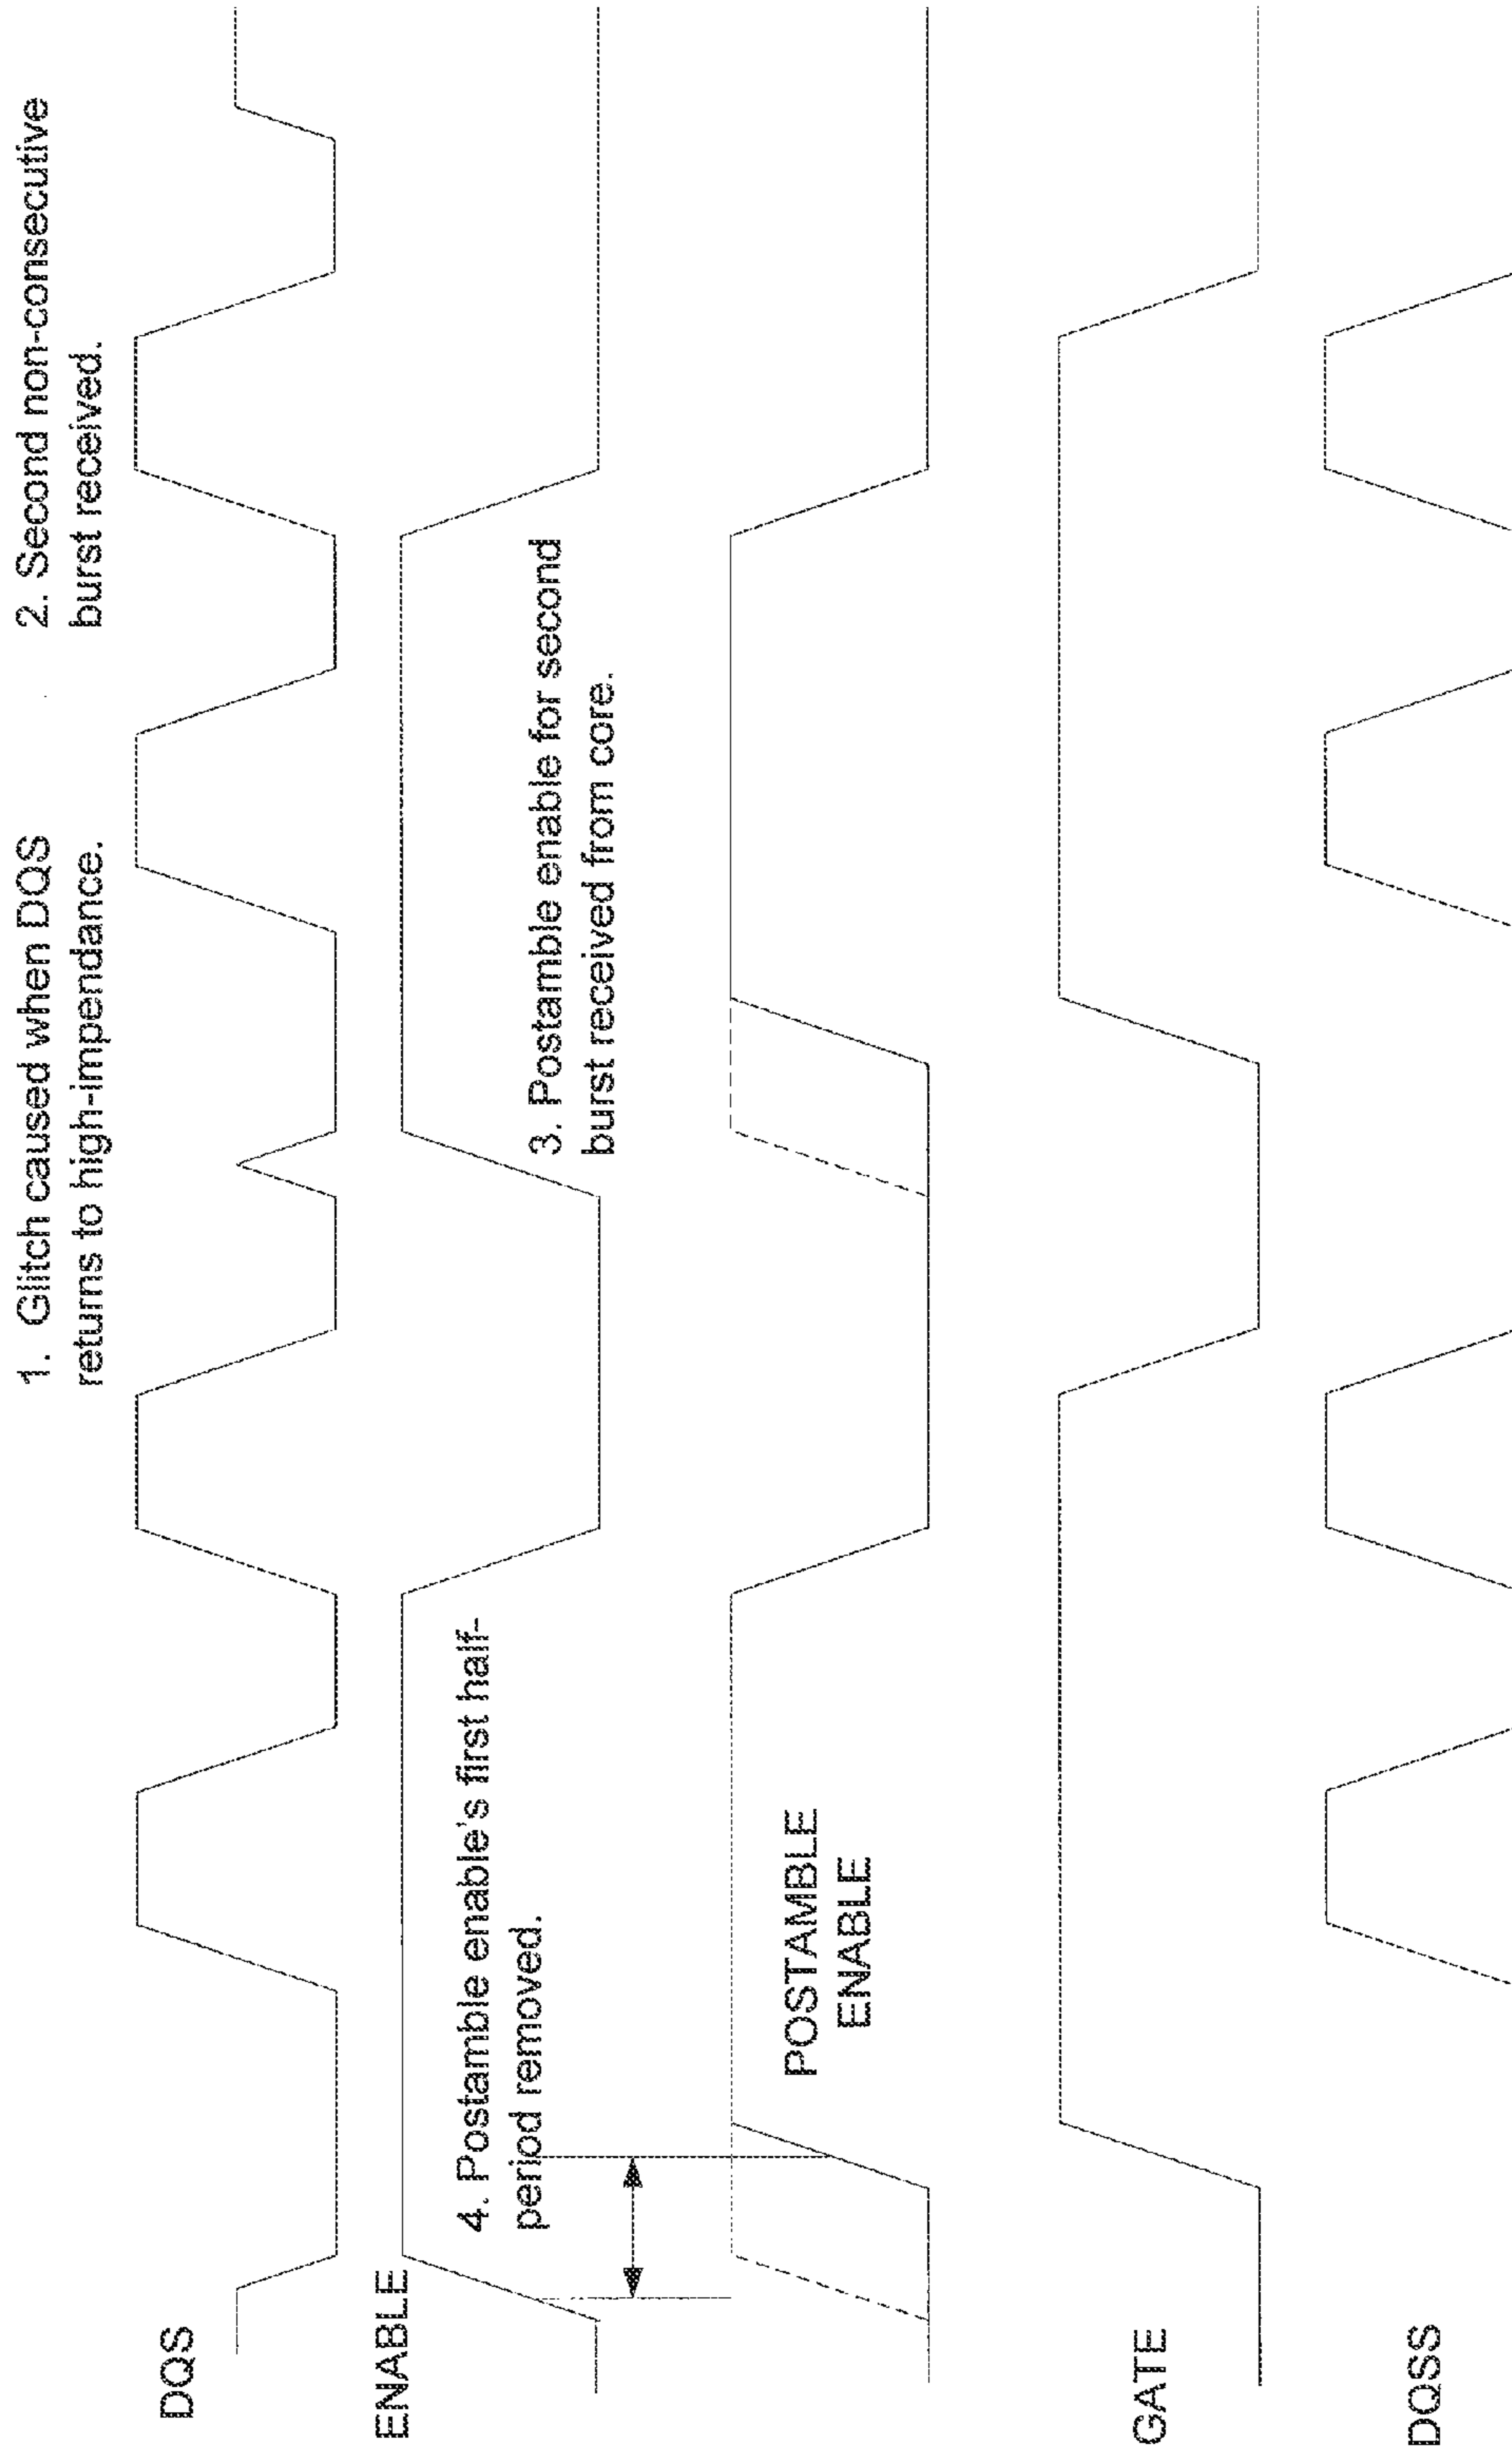 1. Glitch caused when DQS
returns to high-impendance.
2. Second non-consecutive
burst received.
DQS
ENABLE
3. Postamble enable for second
burst received from core.
4. Postamble enable's first half-
period removed.
POSTAMBLE
ENABLE
GATE
DQSS